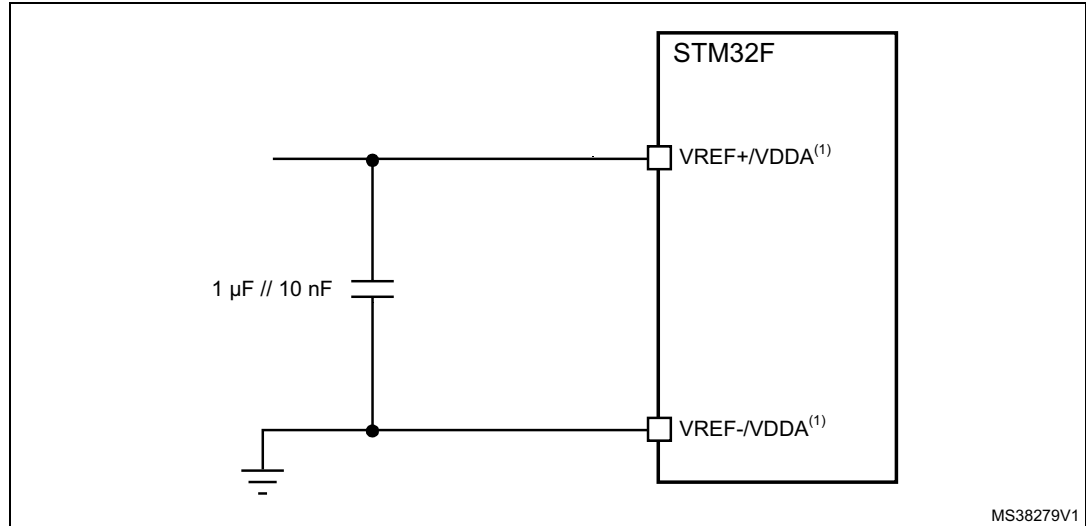 STM32F
VREF+/VDDA(1)
1 µF // 10 nF
VREF-/VDDA(1)
MS38279V1